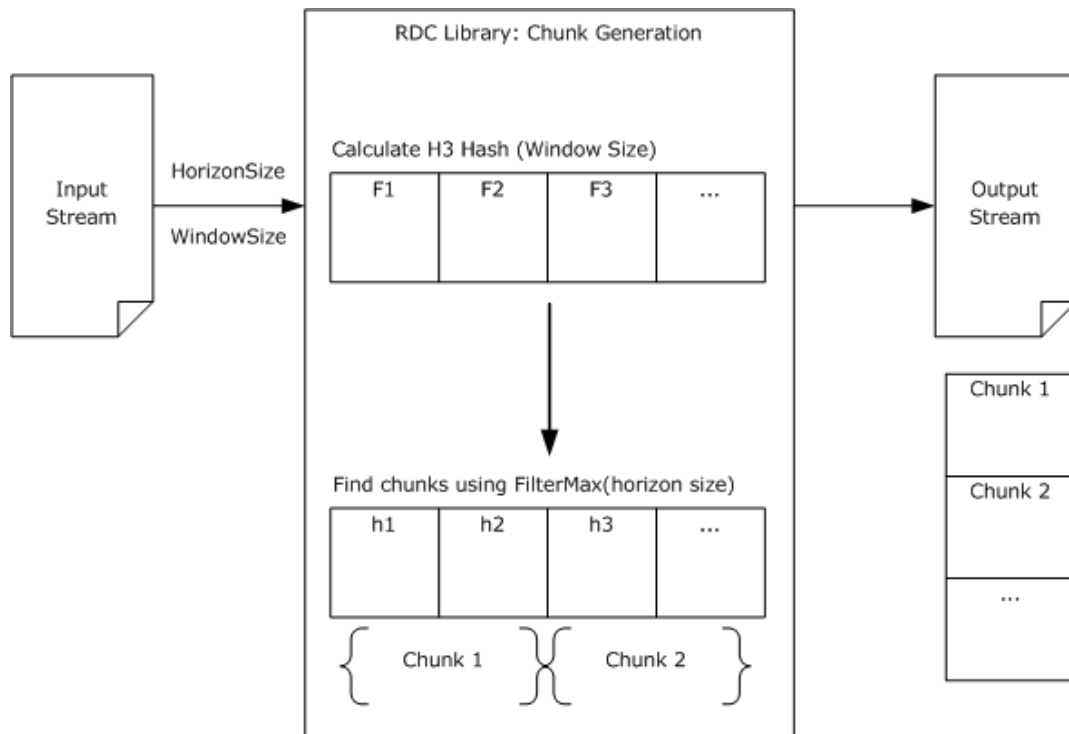 RDC Library: Chunk Generation
Input
Stream
HorizonSize
WindowSize
Calculate H3 Hash (Window Size)
F1
F2
F3
...
Find chunks using FilterMax(horizon size)
h1
h2
h3
...
Chunk 1
Chunk 2
Output
Stream
Chunk 1
Chunk 2
...